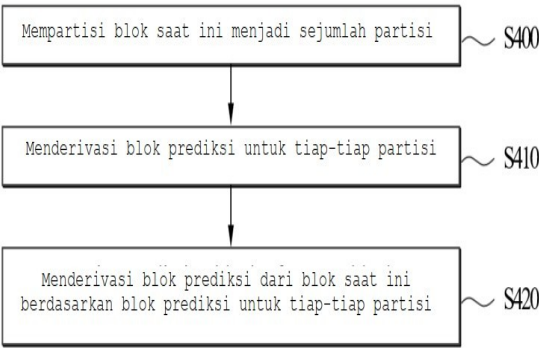 Mempartisi blok saat ini menjadi sejumlah partisi
S400
Menderivasi blok prediksi untuk tiap-tiap partisi
S410
Menderivasi blok prediksi dari blok saat ini
berdasarkan blok prediksi untuk tiap-tiap partisi
S420